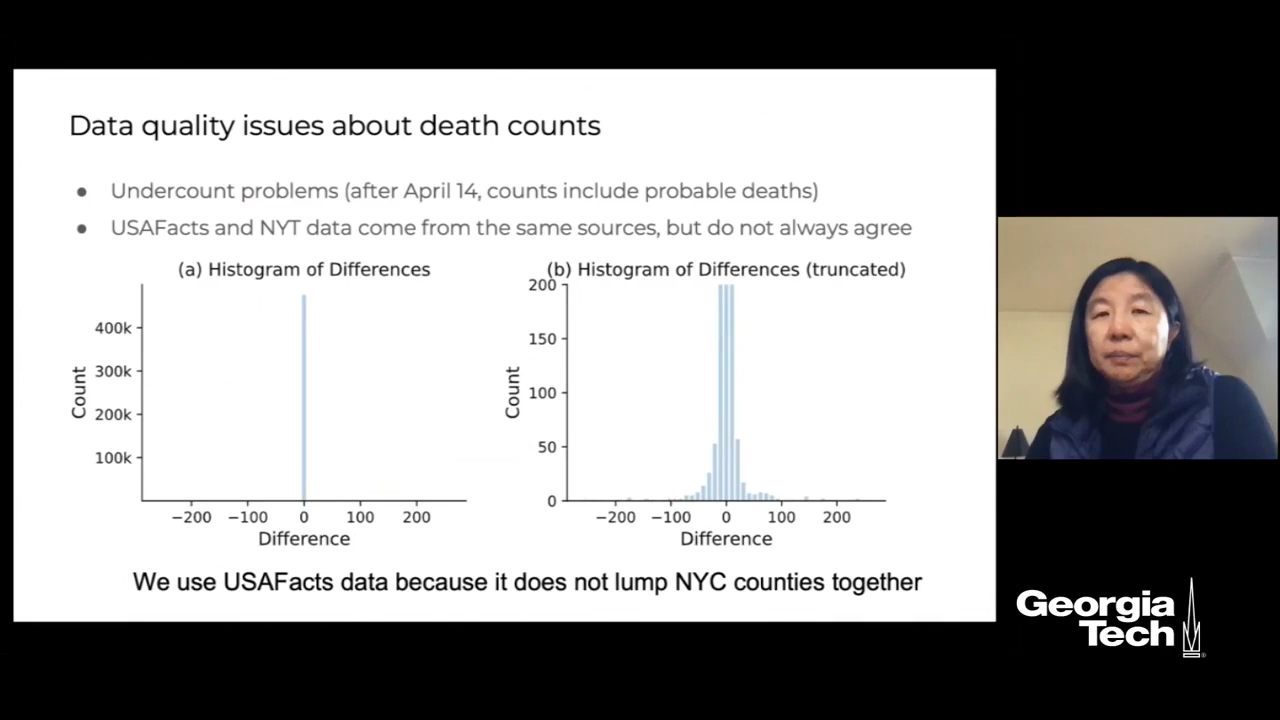 Data quality issues about death counts
● Undercount problems (after April 14, counts include probable deaths)
● USAFacts and NYT data come from the same sources, but do not always agree
(a) Histogram of Differences
400k
300k
200k
100k
Count
−200 −100 0 100 200
Difference
(b) Histogram of Differences (truncated)
200
150
100
50
0
Count
−200 −100 0 100 200
Difference
We use USAFacts data because it does not lump NYC counties together
Georgia
Tech